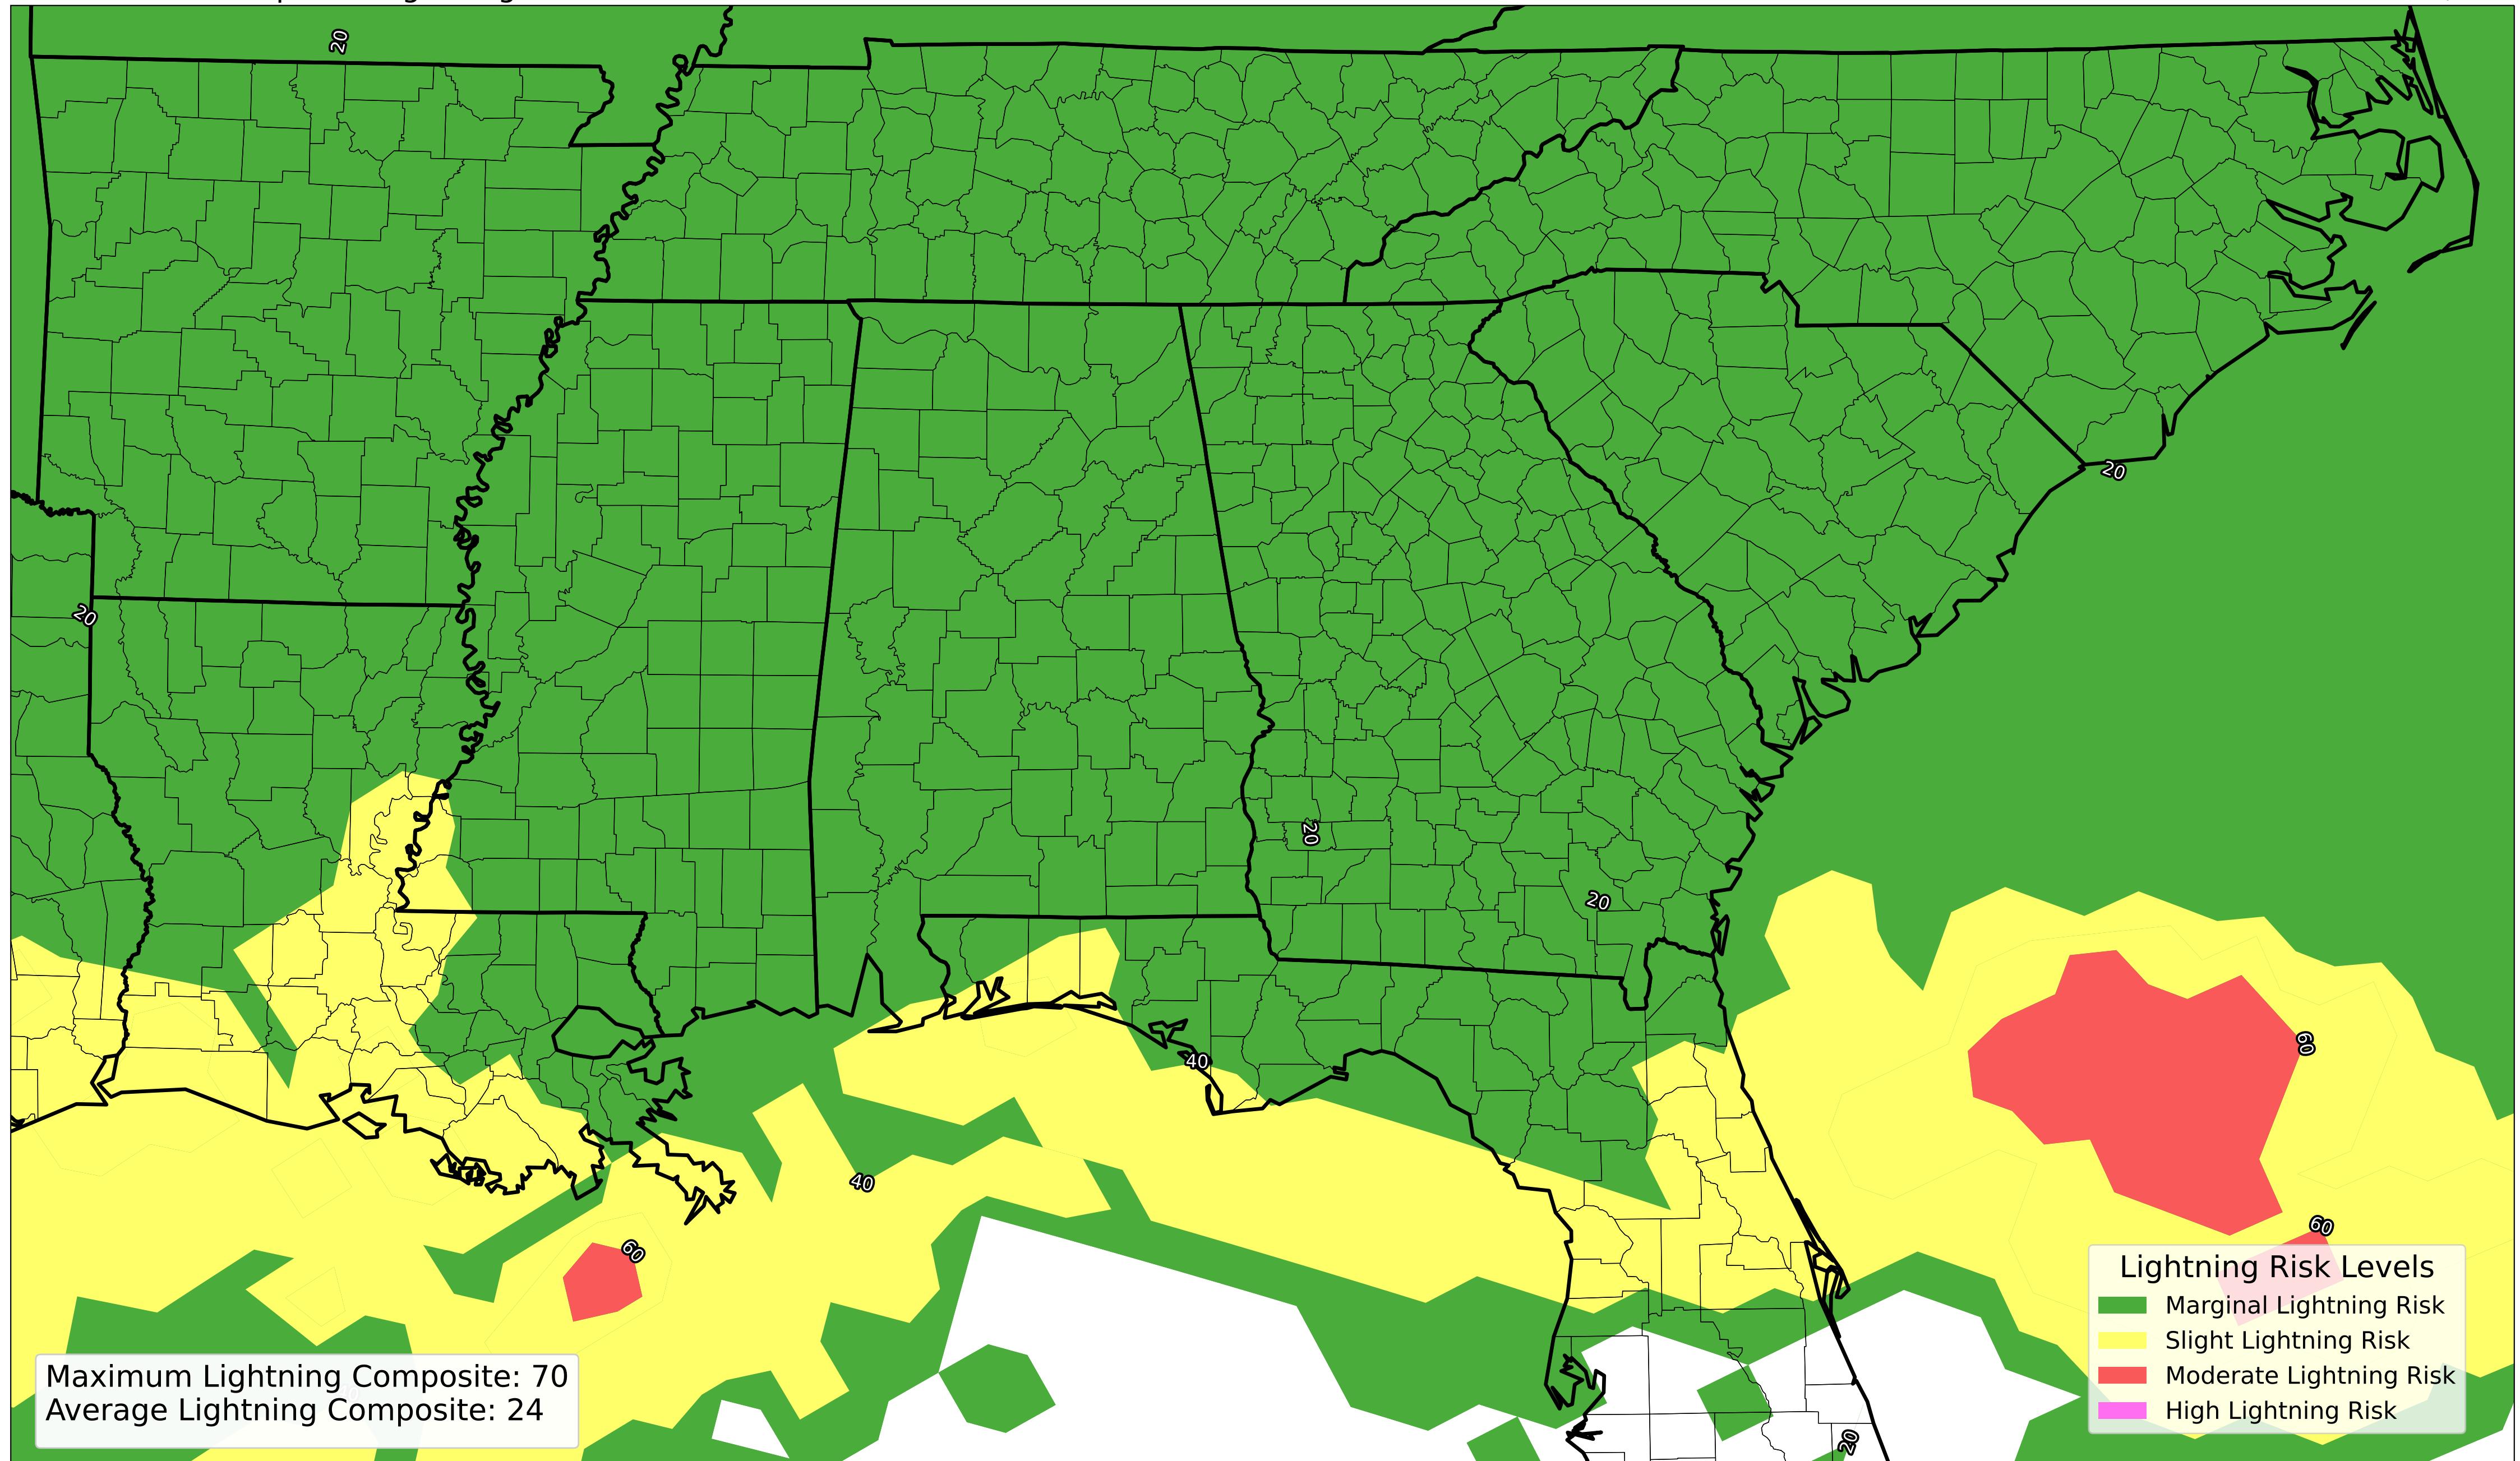 20
20
20
20
20
40
40
60
60
60
20
Maximum Lightning Composite: 70
Average Lightning Composite: 24
Lightning Risk Levels
Marginal Lightning Risk
Slight Lightning Risk
Moderate Lightning Risk
High Lightning Risk